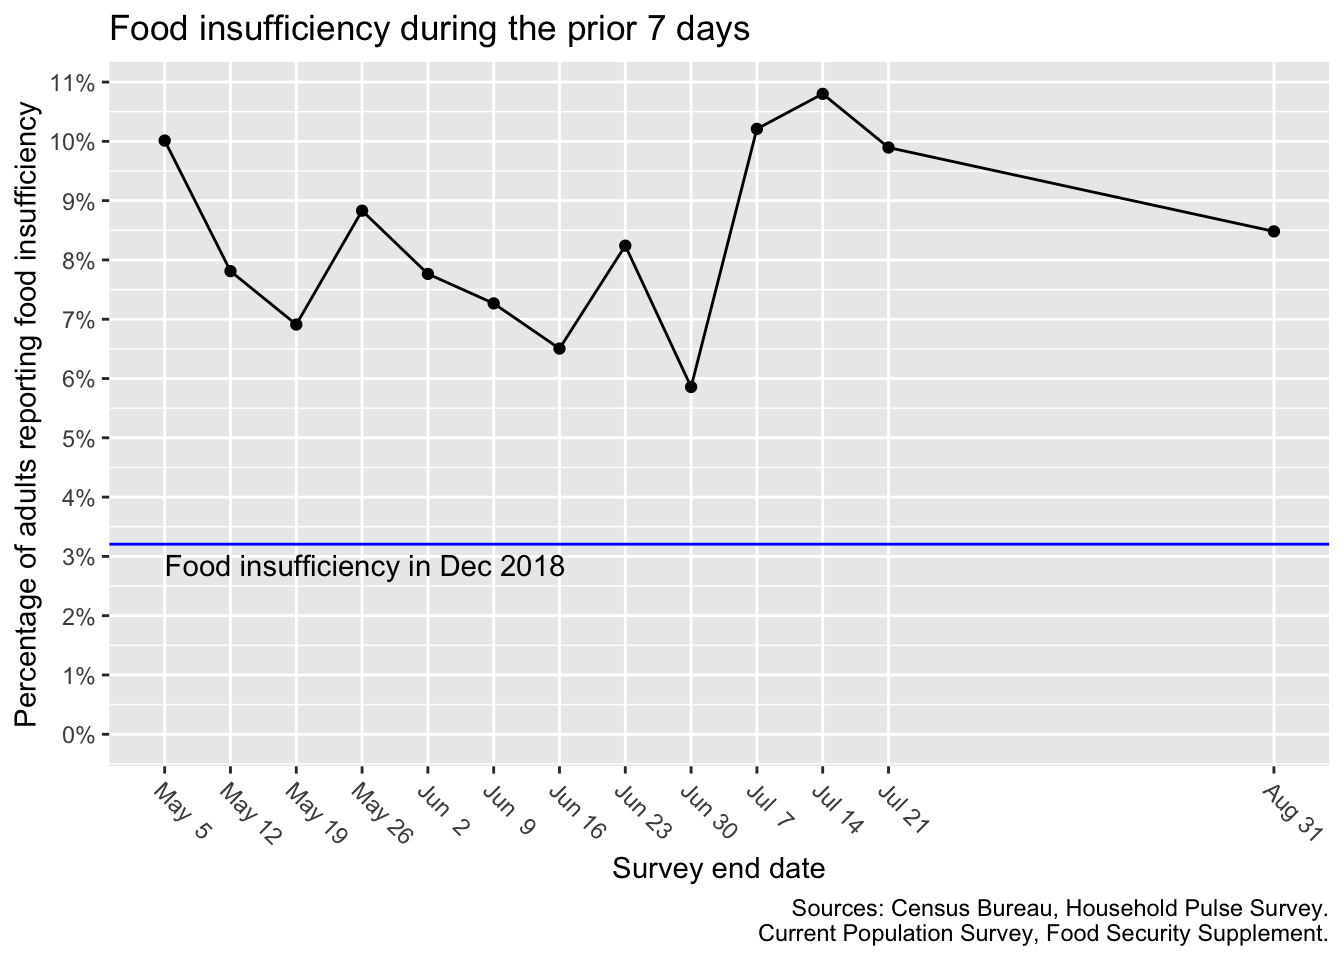 Food insufficiency during the prior 7 days
Percentage of adults reporting food insufficiency
11%
10%
9%
8%
7%
6%
5%
4%
3%
2%
1%
0%
Food insufficiency in Dec 2018
May 5
May 12
May 19
May 26
Jun 2
Jun 9
Jun 16
Jun 23
Jun 30
Jul 7
Jul 14
Jul 21
Aug 31
Survey end date
Sources: Census Bureau, Household Pulse Survey.
Current Population Survey, Food Security Supplement.